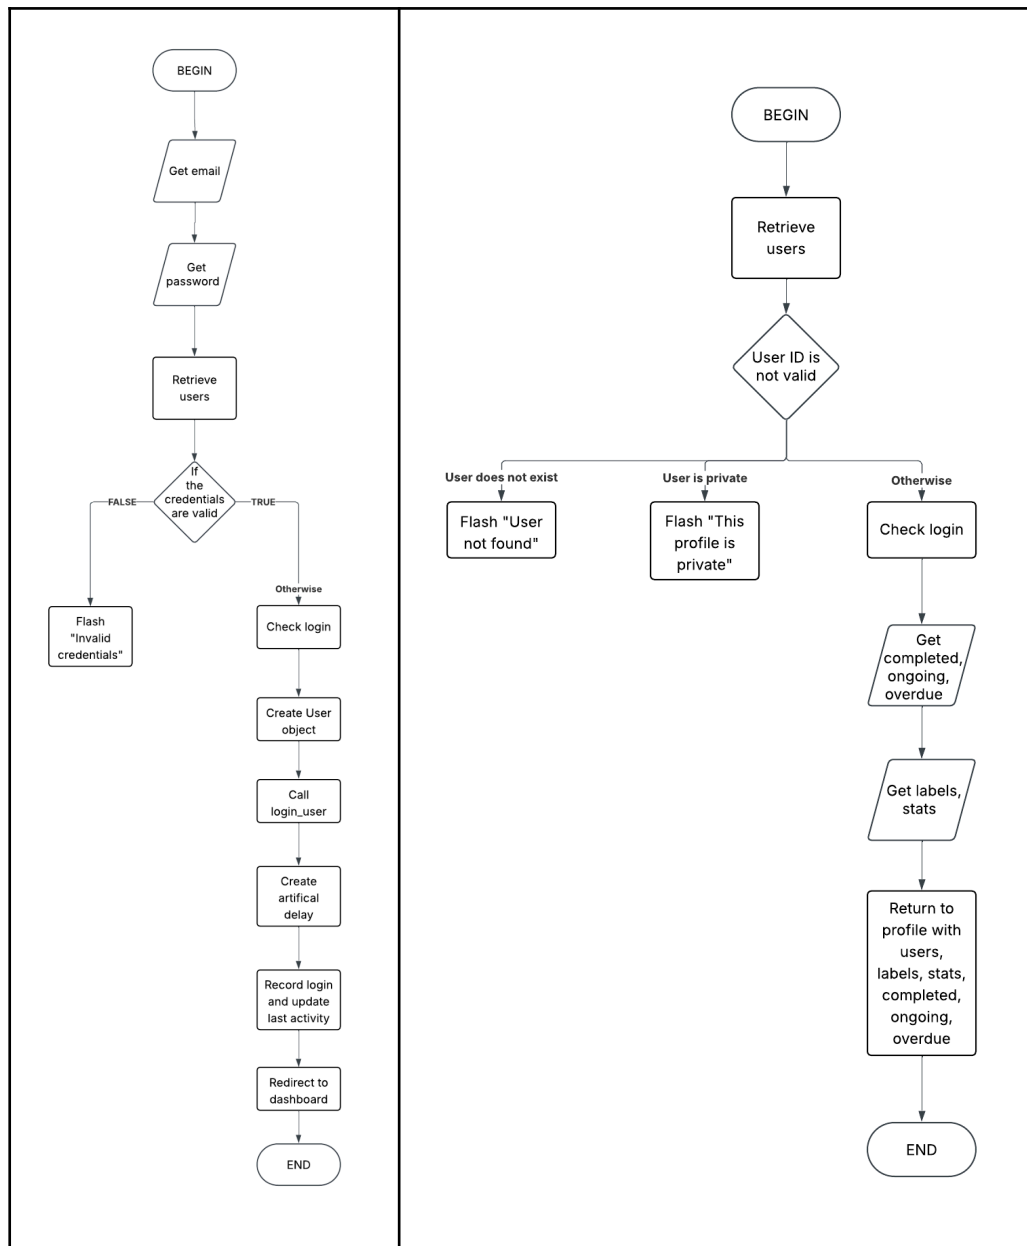 BEGIN
Get email
Get
password
Retrieve
users
If
the
credentials
are valid
FALSE
TRUE
Flash
"Invalid
credentials"
Otherwise
Check login
Create User
object
Call
login_user
Create
artifical
delay
Record login
and update
last activity
Redirect to
dashboard
END
BEGIN
Retrieve
users
User ID is
not valid
User does not exist
User is private
Otherwise
Flash "User
not found"
Flash "This
profile is
private"
Check login
Get
completed,
ongoing,
overdue
Get labels,
stats
Return to
profile with
users,
labels, stats,
completed,
ongoing,
overdue
END